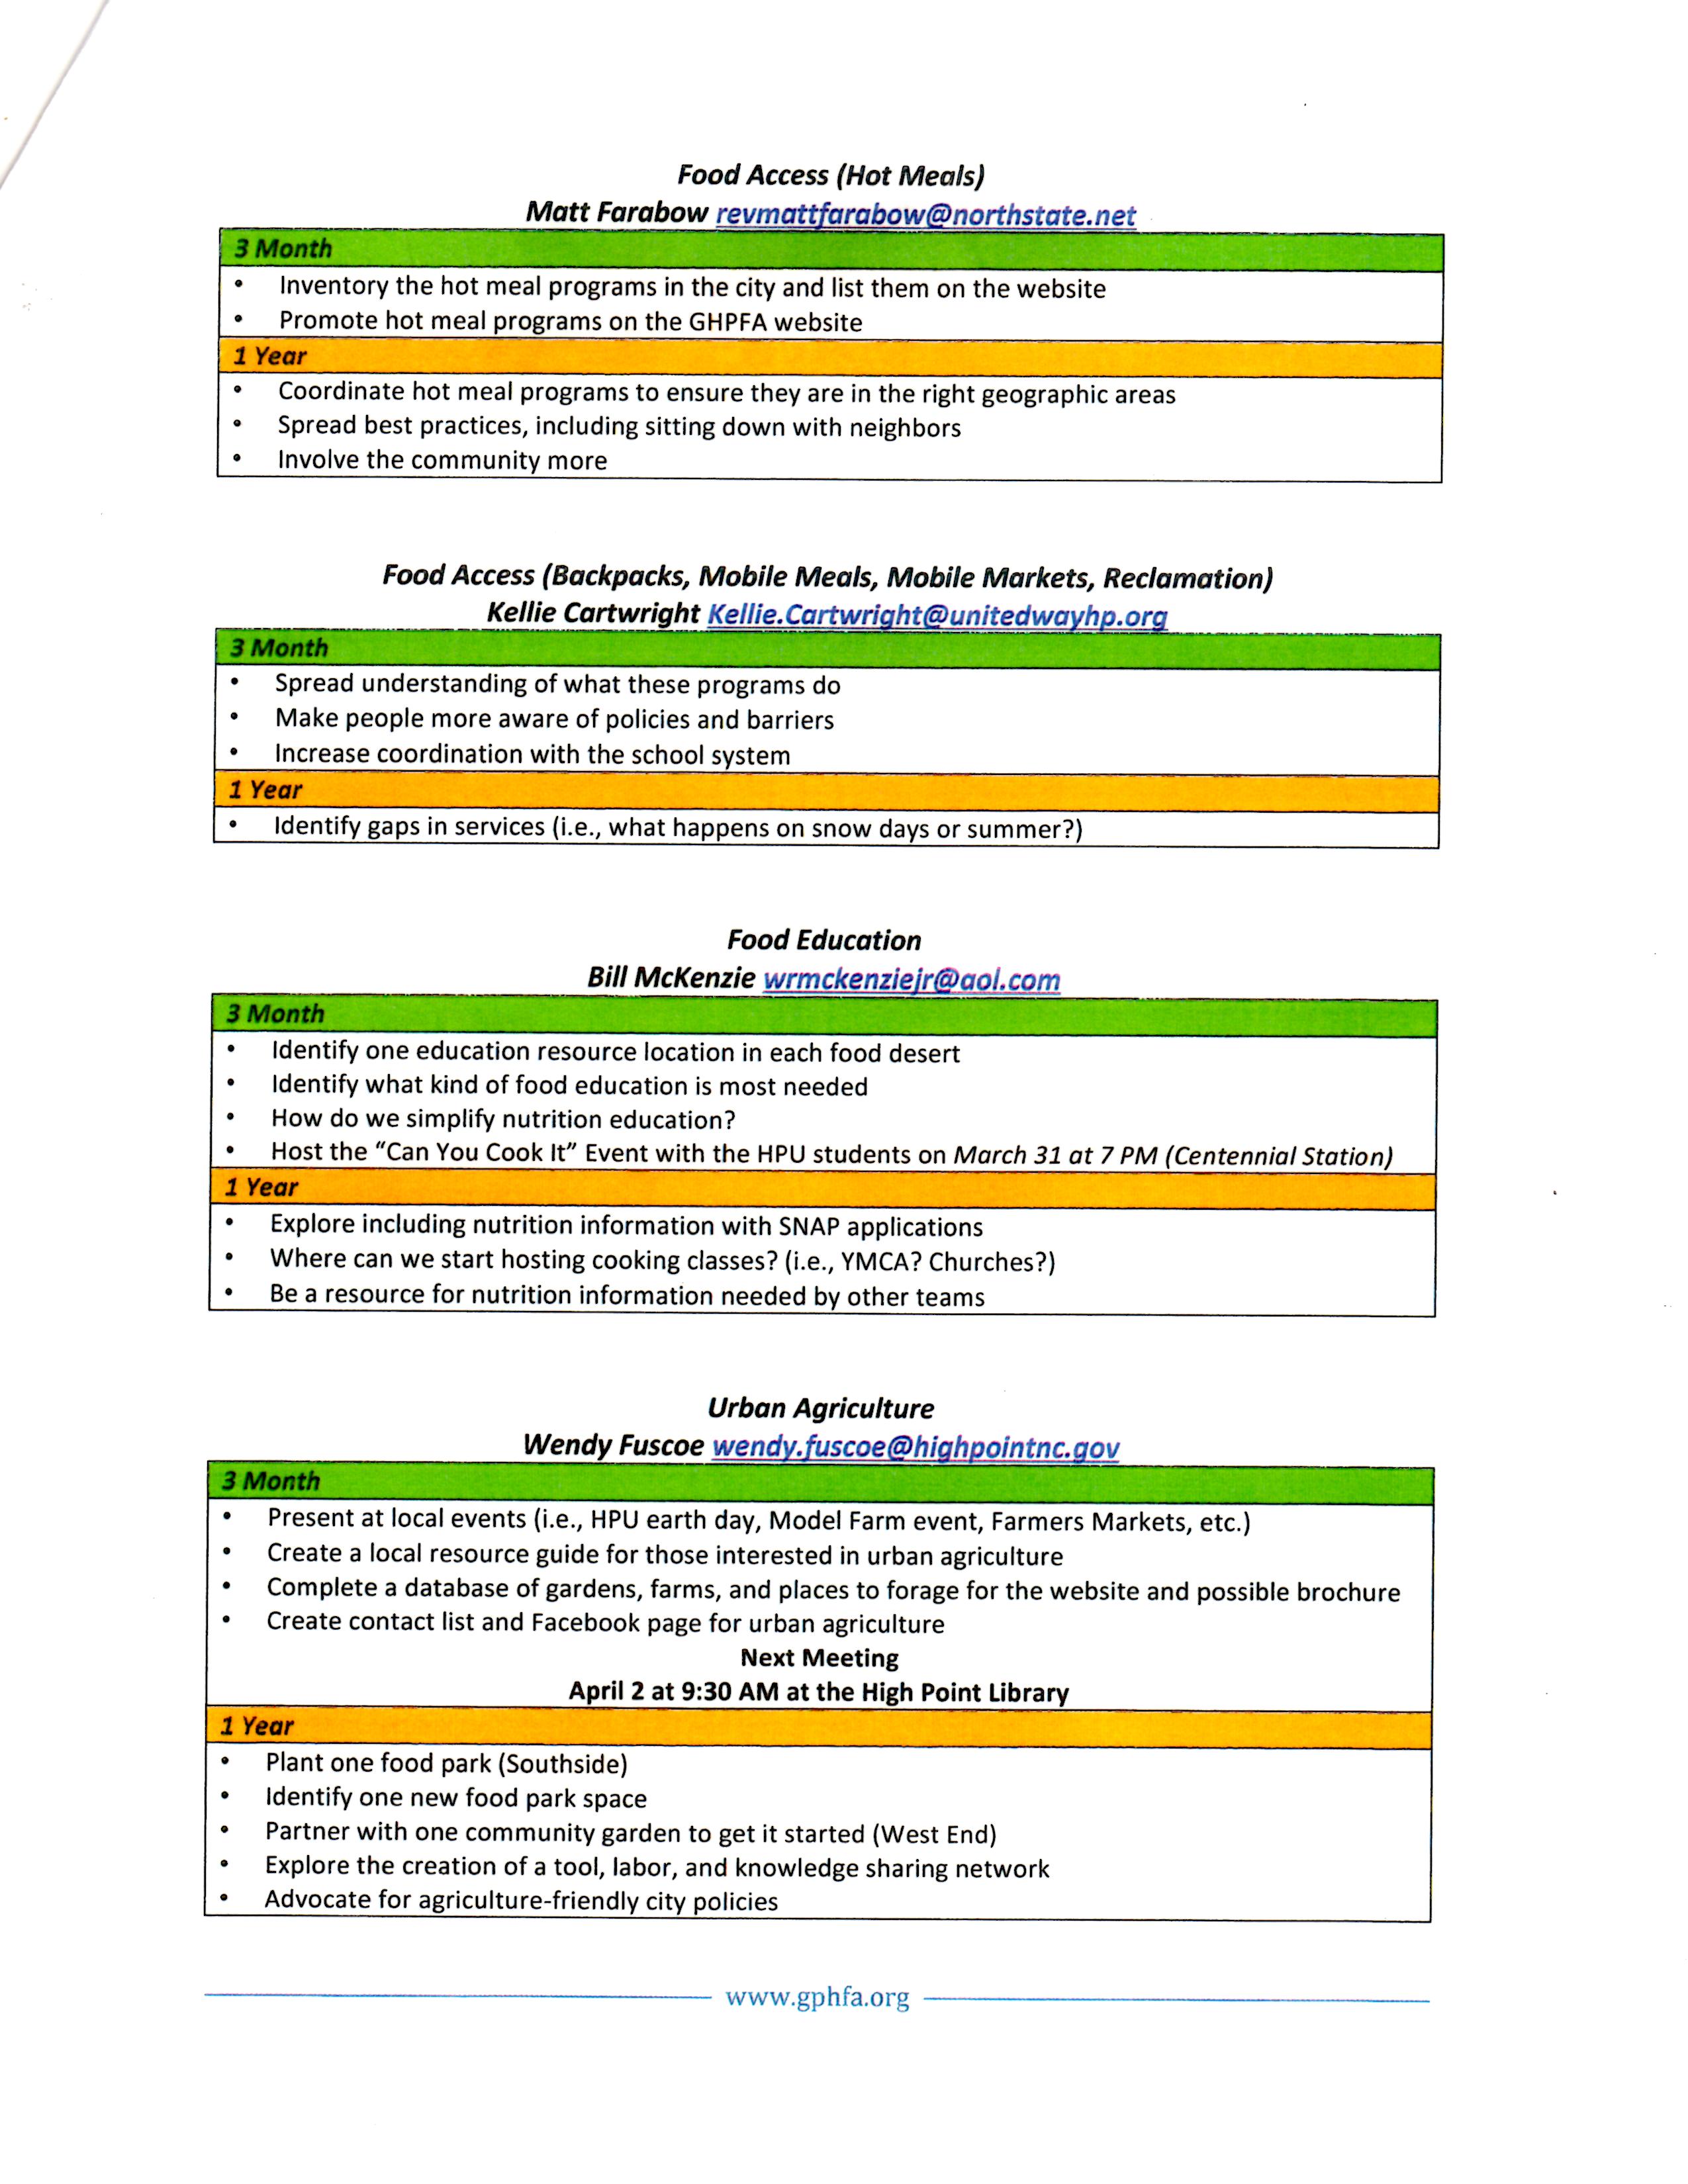 Food Access (Hot Meals)
Matt Farabow revmattfarabow@northstate.net
3 Month
• Inventory the hot meal programs in the city and list them on the website
• Promote hot meal programs on the GHPFA website
1 Year
• Coordinate hot meal programs to ensure they are in the right geographic areas
• Spread best practices, including sitting down with neighbors
• Involve the community more
Food Access (Backpacks, Mobile Meals, Mobile Markets, Reclamation)
Kellie Cartwright Kellie.Cartwright@unitedwayhp.org
3 Month
• Spread understanding of what these programs do
• Make people more aware of policies and barriers
• Increase coordination with the school system
1 Year
• Identify gaps in services (i.e., what happens on snow days or summer?)
Food Education
Bill McKenzie wrmckenziejr@aol.com
3 Month
• Identify one education resource location in each food desert
• Identify what kind of food education is most needed
• How do we simplify nutrition education?
• Host the “Can You Cook It” Event with the HPU students on March 31 at 7 PM (Centennial Station)
1 Year
• Explore including nutrition information with SNAP applications
• Where can we start hosting cooking classes? (i.e., YMCA? Churches?)
• Be a resource for nutrition information needed by other teams
Urban Agriculture
Wendy Fuscoe wendy.fuscoe@highpointnc.gov
3 Month
• Present at local events (i.e., HPU earth day, Model Farm event, Farmers Markets, etc.)
• Create a local resource guide for those interested in urban agriculture
• Complete a database of gardens, farms, and places to forage for the website and possible brochure
• Create contact list and Facebook page for urban agriculture
Next Meeting
April 2 at 9:30 AM at the High Point Library
1 Year
• Plant one food park (Southside)
• Identify one new food park space
• Partner with one community garden to get it started (West End)
• Explore the creation of a tool, labor, and knowledge sharing network
• Advocate for agriculture-friendly city policies
www.gphfa.org